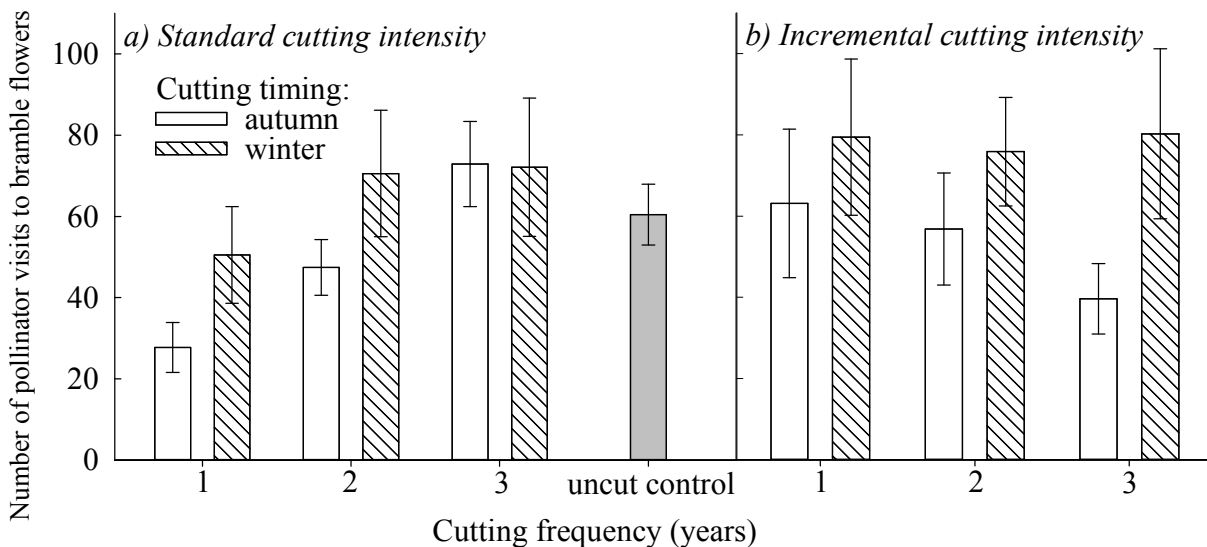 Number of pollinator visits to bramble flowers
a) Standard cutting intensity
b) Incremental cutting intensity
Cutting timing:
autumn
winter
100
80
60
40
20
0
1 2 3 uncut control 1 2 3
Cutting frequency (years)